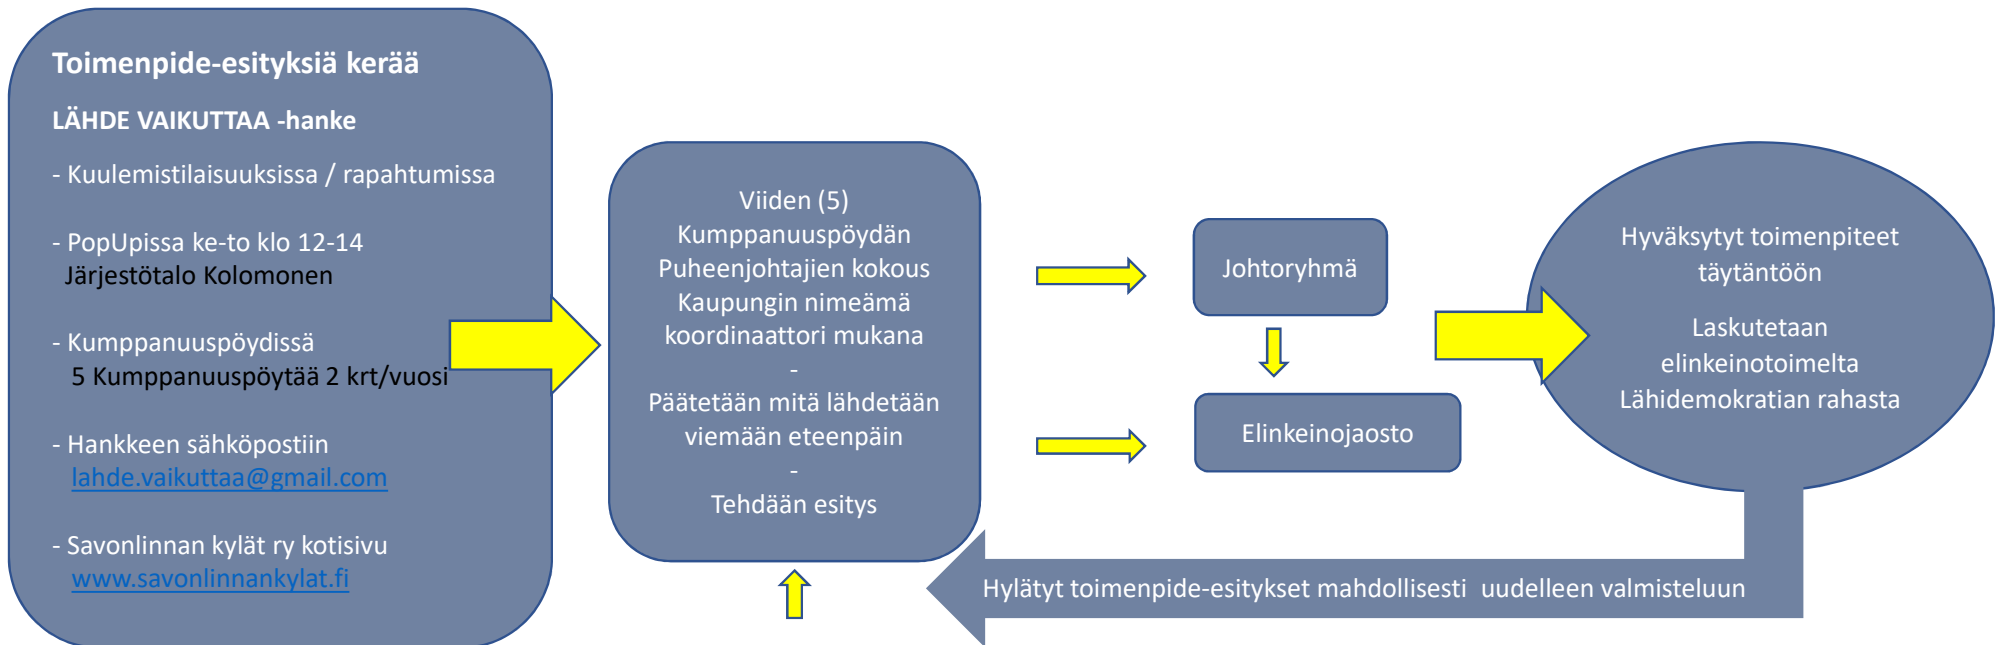 Toimenpide-esityksiä kerää
LÄHDE VAIKUTTAA -hanke
- Kuulemistilaisuuksissa / rapahtumissa
- PopUpissa ke-to klo 12-14
Järjestötalo Kolomonen
- Kumppanuuspöydissä
5 Kumppanuuspöytää 2 krt/vuosi
- Hankkeen sähköpostiin
lahde.vaikuttaa@gmail.com
- Savonlinnan kylät ry kotisivu
www.savonlinnankylat.fi
Viiden (5)
Kumppanuuspöydän
Puheenjohtajien kokous
Kaupungin nimeämä
koordinaattori mukana
-
Päätetään mitä lähdetään
viemään eteenpäin
-
Tehdään esitys
Johtoryhmä
Elinkeinojaosto
Hyväksytyt toimenpiteet
täytäntöön
Laskutetaan
elinkeinotoimelta
Lähidemokratian rahasta
Hylätyt toimenpide-esitykset mahdollisesti  uudelleen valmisteluun